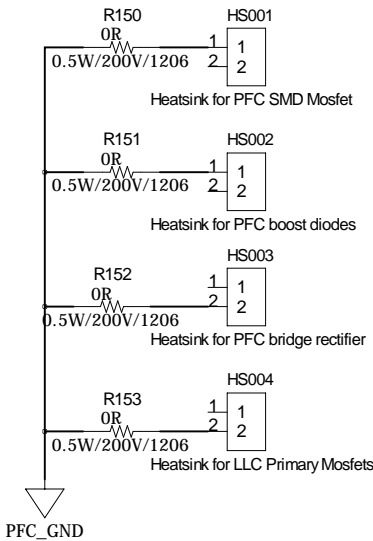 R150
0R
0.5W/200V/1206
HS001
1 1
2 2
Heatsink for PFC SMD Mosfet
R151
0R
0.5W/200V/1206
HS002
1 1
2 2
Heatsink for PFC boost diodes
R152
0R
0.5W/200V/1206
HS003
1 1
2 2
Heatsink for PFC bridge rectifier
R153
0R
0.5W/200V/1206
HS004
1 1
2 2
Heatsink for LLC Primary Mosfets
PFC_GND